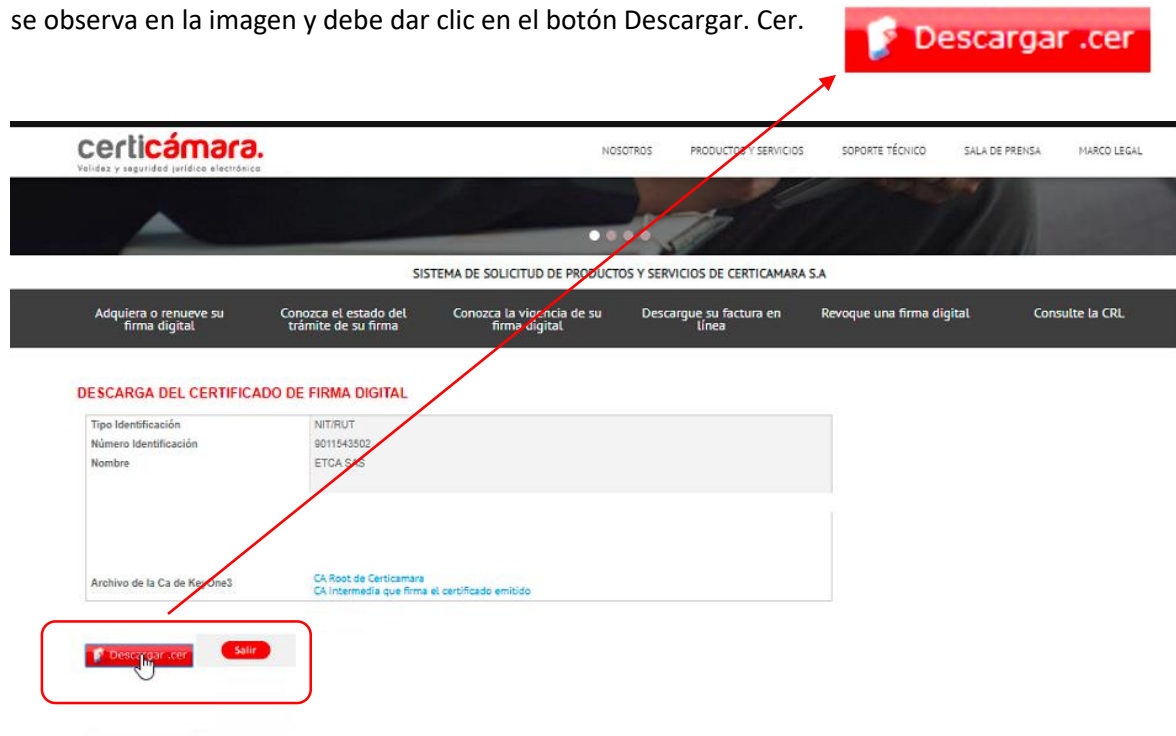 se observa en la imagen y debe dar clic en el botón Descargar. Cer.
Descargar .cer
certicámara.
Validez y seguridad jurídica electrónica
NOSOTROS PRODUCTOS Y SERVICIOS SOPORTE TÉCNICO SALA DE PRENSA MARCO LEGAL
SISTEMA DE SOLICITUD DE PRODUCTOS Y SERVICIOS DE CERTICAMARA S.A
Adquiera o renueve su firma digital
Conozca el estado del trámite de su firma
Conozca la vigencia de su firma digital
Descargue su factura en línea
Revoque una firma digital
Consulte la CRL
DESCARGA DEL CERTIFICADO DE FIRMA DIGITAL
Tipo Identificación NIT/RUT
Número Identificación 9011543502
Nombre ETCA SAS
Archivo de la Ca de KeyOne3
CA Root de Certicamara
CA Intermedia que firma el certificado emitido
Descargar .cer Salir